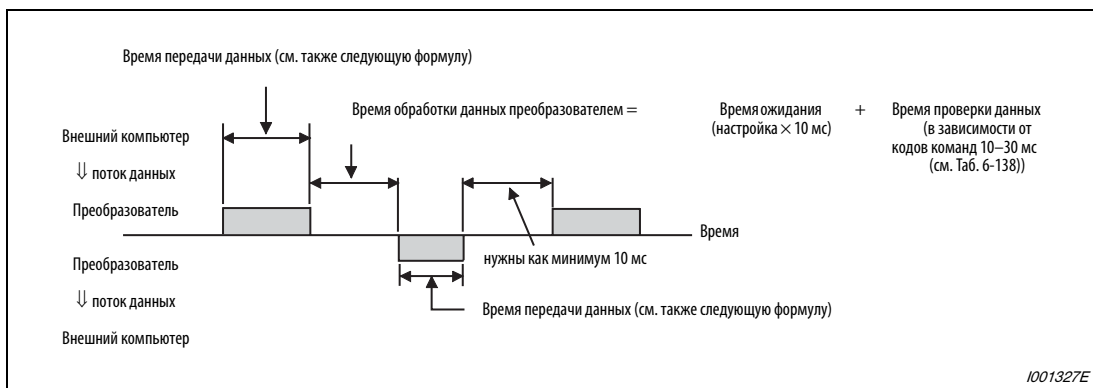 Время передачи данных (см. также следующую формулу)
Время обработки данных преобразователем =
Время ожидания
(настройка × 10 мс)
+
Время проверки данных
(в зависимости от
кодов команд 10–30 мс
(см. Таб. 6-138))
Внешний компьютер
⇓ поток данных
Преобразователь
Время
Преобразователь
⇓ поток данных
Внешний компьютер
нужны как минимум 10 мс
Время передачи данных (см. также следующую формулу)
I001327E